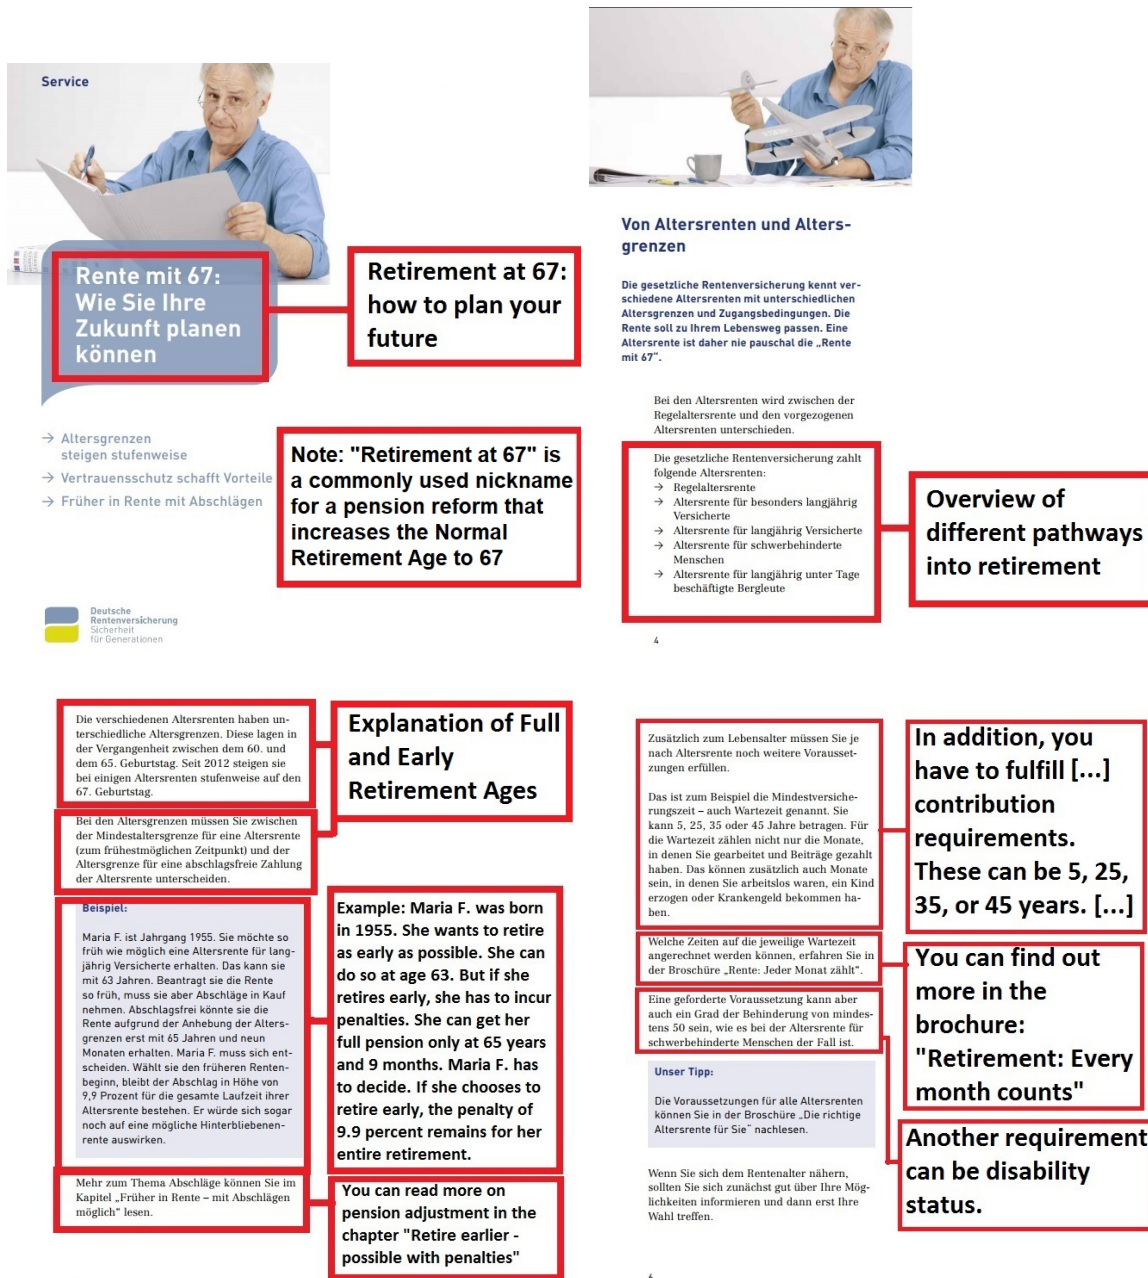 Service
Rente mit 67:
Wie Sie Ihre
Zukunft planen
können
Retirement at 67:
how to plan your
future
→ Altersgrenzen
steigen stufenweise
→ Vertrauensschutz schafft Vorteile
→ Früher in Rente mit Abschlägen
Note: "Retirement at 67" is
a commonly used nickname
for a pension reform that
increases the Normal
Retirement Age to 67
Deutsche
Rentenversicherung
Sicherheit
für Generationen
Von Altersrenten und Alters-
grenzen
Die gesetzliche Rentenversicherung kennt ver-
schiedene Altersrenten mit unterschiedlichen
Altersgrenzen und Zugangsbedingungen. Die
Rente soll zu Ihrem Lebensweg passen. Eine
Altersrente ist daher nie pauschal die „Rente
mit 67“.
Bei den Altersrenten wird zwischen der
Regelaltersrente und den vorgezogenen
Altersrenten unterschieden.
Die gesetzliche Rentenversicherung zahlt
folgende Altersrenten:
→ Regelaltersrente
→ Altersrente für besonders langjährig
Versicherte
→ Altersrente für langjährig Versicherte
→ Altersrente für schwerbehinderte
Menschen
→ Altersrente für langjährig unter Tage
beschäftigte Bergleute
Overview of
different pathways
into retirement
4
Die verschiedenen Altersrenten haben un-
terschiedliche Altersgrenzen. Diese lagen in
der Vergangenheit zwischen dem 60. und
dem 65. Geburtstag. Seit 2012 steigen sie
bei einigen Altersrenten stufenweise auf den
67. Geburtstag.
Bei den Altersgrenzen müssen Sie zwischen
der Mindestaltersgrenze für eine Altersrente
(zum frühestmöglichen Zeitpunkt) und der
Altersgrenze für eine abschlagsfreie Zahlung
der Altersrente unterscheiden.
Explanation of Full
and Early
Retirement Ages
Beispiel:
Maria F. ist Jahrgang 1955. Sie möchte so
früh wie möglich eine Altersrente für lang-
jährig Versicherte erhalten. Das kann sie
mit 63 Jahren. Beantragt sie die Rente
so früh, muss sie aber Abschläge in Kauf
nehmen. Abschlagsfrei könnte sie die
Rente aufgrund der Anhebung der Alters-
grenzen erst mit 65 Jahren und neun
Monaten erhalten. Maria F. muss sich ent-
scheiden. Wählt sie den früheren Renten-
beginn, bleibt der Abschlag in Höhe von
9,9 Prozent für die gesamte Laufzeit ihrer
Altersrente bestehen. Er würde sich sogar
noch auf eine mögliche Hinterbliebenen-
rente auswirken.
Example: Maria F. was born
in 1955. She wants to retire
as early as possible. She can
do so at age 63. But if she
retires early, she has to incur
penalties. She can get her
full pension only at 65 years
and 9 months. Maria F. has
to decide. If she chooses to
retire early, the penalty of
9.9 percent remains for her
entire retirement.
Mehr zum Thema Abschläge können Sie im
Kapitel „Früher in Rente – mit Abschlägen
möglich“ lesen.
You can read more on
pension adjustment in the
chapter "Retire earlier -
possible with penalties"
Zusätzlich zum Lebensalter müssen Sie je
nach Altersrente noch weitere Vorausset-
zungen erfüllen.
Das ist zum Beispiel die Mindestversiche-
rungszeit – auch Wartezeit genannt. Sie
kann 5, 25, 35 oder 45 Jahre betragen. Für
die Wartezeit zählen nicht nur die Monate,
in denen Sie gearbeitet und Beiträge gezahlt
haben. Das können zusätzlich auch Monate
sein, in denen Sie arbeitslos waren, ein Kind
erzogen oder Krankengeld bekommen ha-
ben.
In addition, you
have to fulfill [...]
contribution
requirements.
These can be 5, 25,
35, or 45 years. [...]
Welche Zeiten auf die jeweilige Wartezeit
angerechnet werden können, erfahren Sie in
der Broschüre „Rente: Jeder Monat zählt“.
You can find out
more in the
brochure:
"Retirement: Every
month counts"
Eine geforderte Voraussetzung kann aber
auch ein Grad der Behinderung von mindes-
tens 50 sein, wie es bei der Altersrente für
schwerbehinderte Menschen der Fall ist.
Another requirement
can be disability
status.
Unser Tipp:
Die Voraussetzungen für alle Altersrenten
können Sie in der Broschüre „Die richtige
Altersrente für Sie“ nachlesen.
Wenn Sie sich dem Rentenalter nähern,
sollten Sie sich zunächst gut über Ihre Mög-
lichkeiten informieren und dann erst Ihre
Wahl treffen.